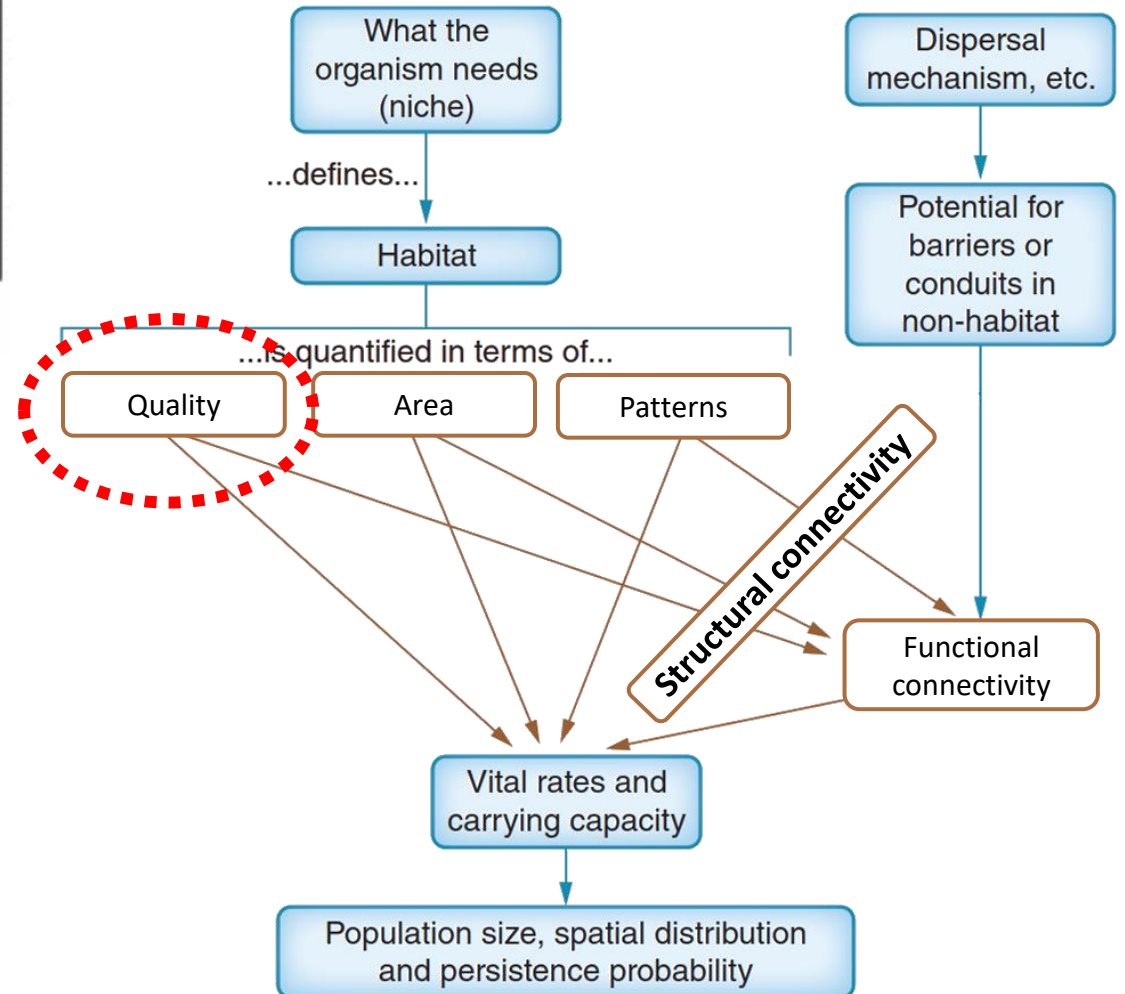 What the
organism needs
(niche)
Dispersal
mechanism, etc.
...defines...
Potential for
barriers or
conduits in
non-habitat
Habitat
...is quantified in terms of...
Quality
Area
Patterns
Structural connectivity
Functional
connectivity
Vital rates and
carrying capacity
Population size, spatial distribution
and persistence probability